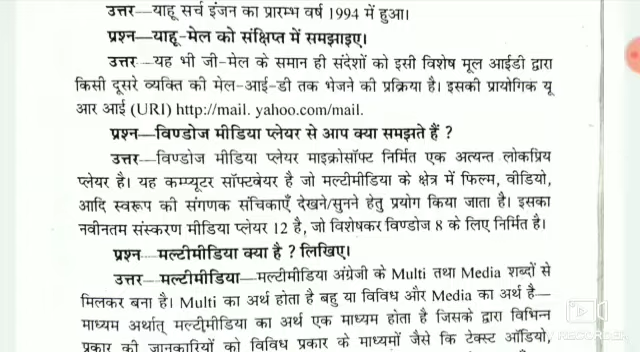 उत्तर—याहू सर्च इंजन का प्रारम्भ वर्ष 1994 में हुआ।
प्रश्न—याहू-मेल को संक्षिप्त में समझाइए।
उत्तर—यह भी जी-मेल के समान ही संदेशों को इसी विशेष मूल आईडी द्वारा
किसी दूसरे व्यक्ति की मेल-आई-डी तक भेजने की प्रक्रिया है। इसकी प्रायोगिक यू
आर आई (URI) http://mail. yahoo.com/mail.
प्रश्न—विण्डोज मीडिया प्लेयर से आप क्या समझते हैं ?
उत्तर—विण्डोज मीडिया प्लेयर माइक्रोसॉफ्ट निर्मित एक अत्यन्त लोकप्रिय
प्लेयर है। यह कम्प्यूटर सॉफ्टवेयर है जो मल्टीमीडिया के क्षेत्र में फिल्म, वीडियो,
आदि स्वरूप की संगणक संचिकाएँ देखने/सुनने हेतु प्रयोग किया जाता है। इसका
नवीनतम संस्करण मीडिया प्लेयर 12 है, जो विशेषकर विण्डोज 8 के लिए निर्मित है।
प्रश्न—मल्टीमीडिया क्या है ? लिखिए।
उत्तर—मल्टीमीडिया—मल्टीमीडिया अंग्रेजी के Multi तथा Media शब्दों से
मिलकर बना है। Multi का अर्थ होता है बहु या विविध और Media का अर्थ है—
माध्यम अर्थात् मल्टीमीडिया का अर्थ एक माध्यम होता है जिसके द्वारा विभिन्न
प्रकार की जानकारियों को विविध प्रकार के माध्यमों जैसे कि टेक्स्ट ऑडियो,
RECORDER